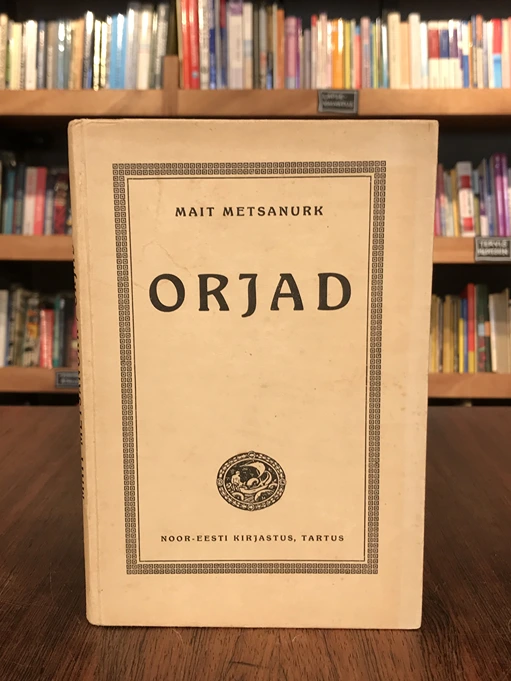 MAIT METSANURK
ORJAD
NOOR-EESTI KIRJASTUS, TARTUS